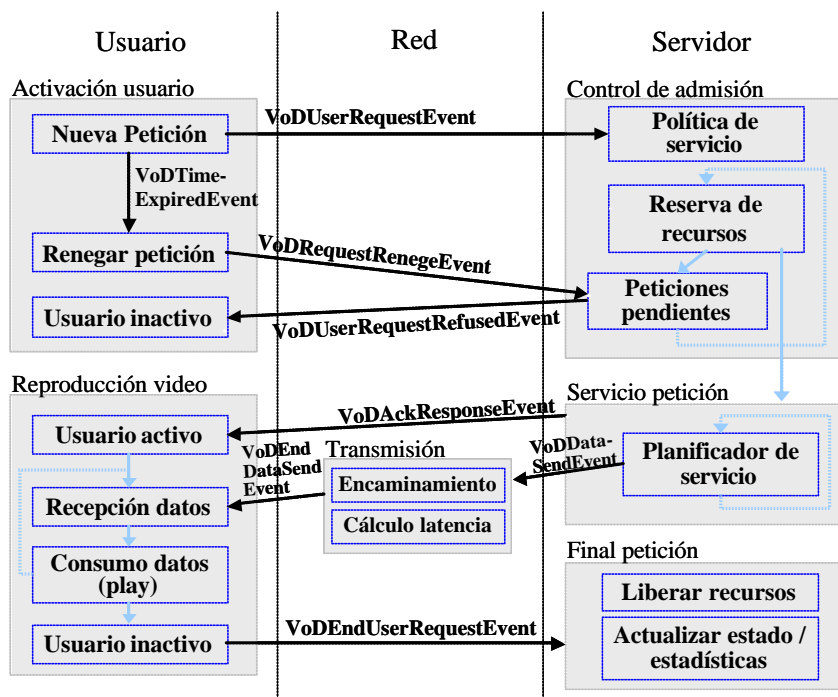 Usuario
Red
Servidor
Activación usuario
Control de admisión
Nueva Petición
VoDUserRequestEvent
Política de
servicio
VoDTime-
ExpiredEvent
Reserva de
recursos
Renegar petición
VoDRequestRenegeEvent
Peticiones
pendientes
Usuario inactivo
VoDUserRequestRefusedEvent
Reproducción video
Servicio petición
VoDAckResponseEvent
Usuario activo
VoDEnd
DataSend
Event
Transmisión
VoDData-
SendEvent
Planificador de
servicio
Encaminamiento
Recepción datos
Cálculo latencia
Final petición
Consumo datos
(play)
Liberar recursos
Usuario inactivo
VoDEndUserRequestEvent
Actualizar estado /
estadísticas